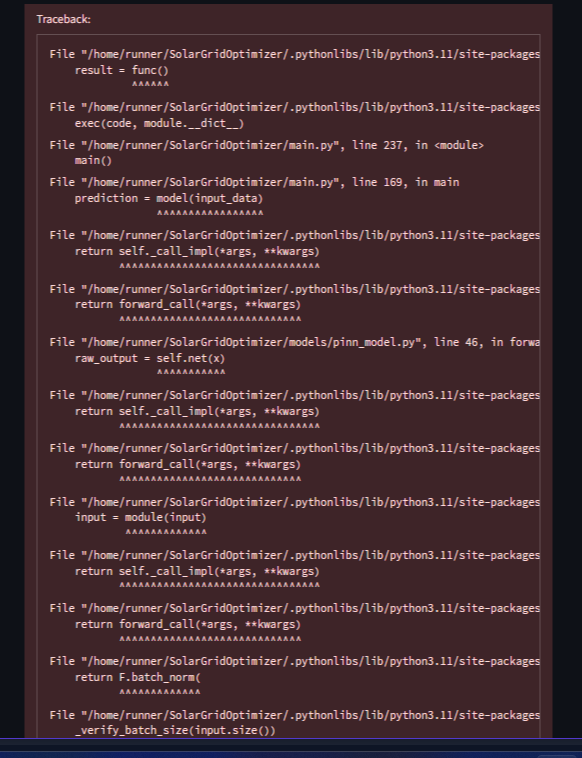 Traceback:
File "/home/runner/SolarGridOptimizer/.pythonlibs/lib/python3.11/site-packages
result = func()
^^^^^^
File "/home/runner/SolarGridOptimizer/.pythonlibs/lib/python3.11/site-packages
exec(code, module.__dict__)
File "/home/runner/SolarGridOptimizer/main.py", line 237, in <module>
main()
File "/home/runner/SolarGridOptimizer/main.py", line 169, in main
prediction = model(input_data)
^^^^^^^^^^^^^^^^^
File "/home/runner/SolarGridOptimizer/.pythonlibs/lib/python3.11/site-packages
return self._call_impl(*args, **kwargs)
^^^^^^^^^^^^^^^^^^^^^^^^^^^^^^^^
File "/home/runner/SolarGridOptimizer/.pythonlibs/lib/python3.11/site-packages
return forward_call(*args, **kwargs)
^^^^^^^^^^^^^^^^^^^^^^^^^^^^^
File "/home/runner/SolarGridOptimizer/models/pinn_model.py", line 46, in forwa
raw_output = self.net(x)
^^^^^^^^^^^
File "/home/runner/SolarGridOptimizer/.pythonlibs/lib/python3.11/site-packages
return self._call_impl(*args, **kwargs)
^^^^^^^^^^^^^^^^^^^^^^^^^^^^^^^^
File "/home/runner/SolarGridOptimizer/.pythonlibs/lib/python3.11/site-packages
return forward_call(*args, **kwargs)
^^^^^^^^^^^^^^^^^^^^^^^^^^^^^
File "/home/runner/SolarGridOptimizer/.pythonlibs/lib/python3.11/site-packages
input = module(input)
^^^^^^^^^^^^^
File "/home/runner/SolarGridOptimizer/.pythonlibs/lib/python3.11/site-packages
return self._call_impl(*args, **kwargs)
^^^^^^^^^^^^^^^^^^^^^^^^^^^^^^^^
File "/home/runner/SolarGridOptimizer/.pythonlibs/lib/python3.11/site-packages
return forward_call(*args, **kwargs)
^^^^^^^^^^^^^^^^^^^^^^^^^^^^^
File "/home/runner/SolarGridOptimizer/.pythonlibs/lib/python3.11/site-packages
return F.batch_norm(
^^^^^^^^^^^^^
File "/home/runner/SolarGridOptimizer/.pythonlibs/lib/python3.11/site-packages
_verify_batch_size(input.size())